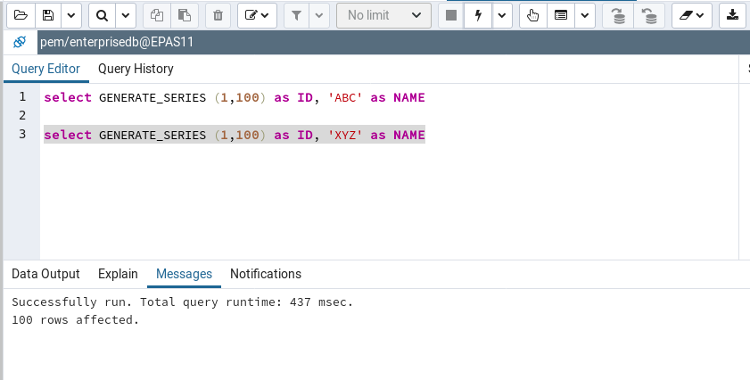 No limit
pem/enterprisedb@EPAS11
Query Editor Query History
1 select GENERATE_SERIES (1,100) as ID, 'ABC' as NAME
2
3 select GENERATE_SERIES (1,100) as ID, 'XYZ' as NAME
Data Output Explain Messages Notifications
Successfully run. Total query runtime: 437 msec.
100 rows affected.